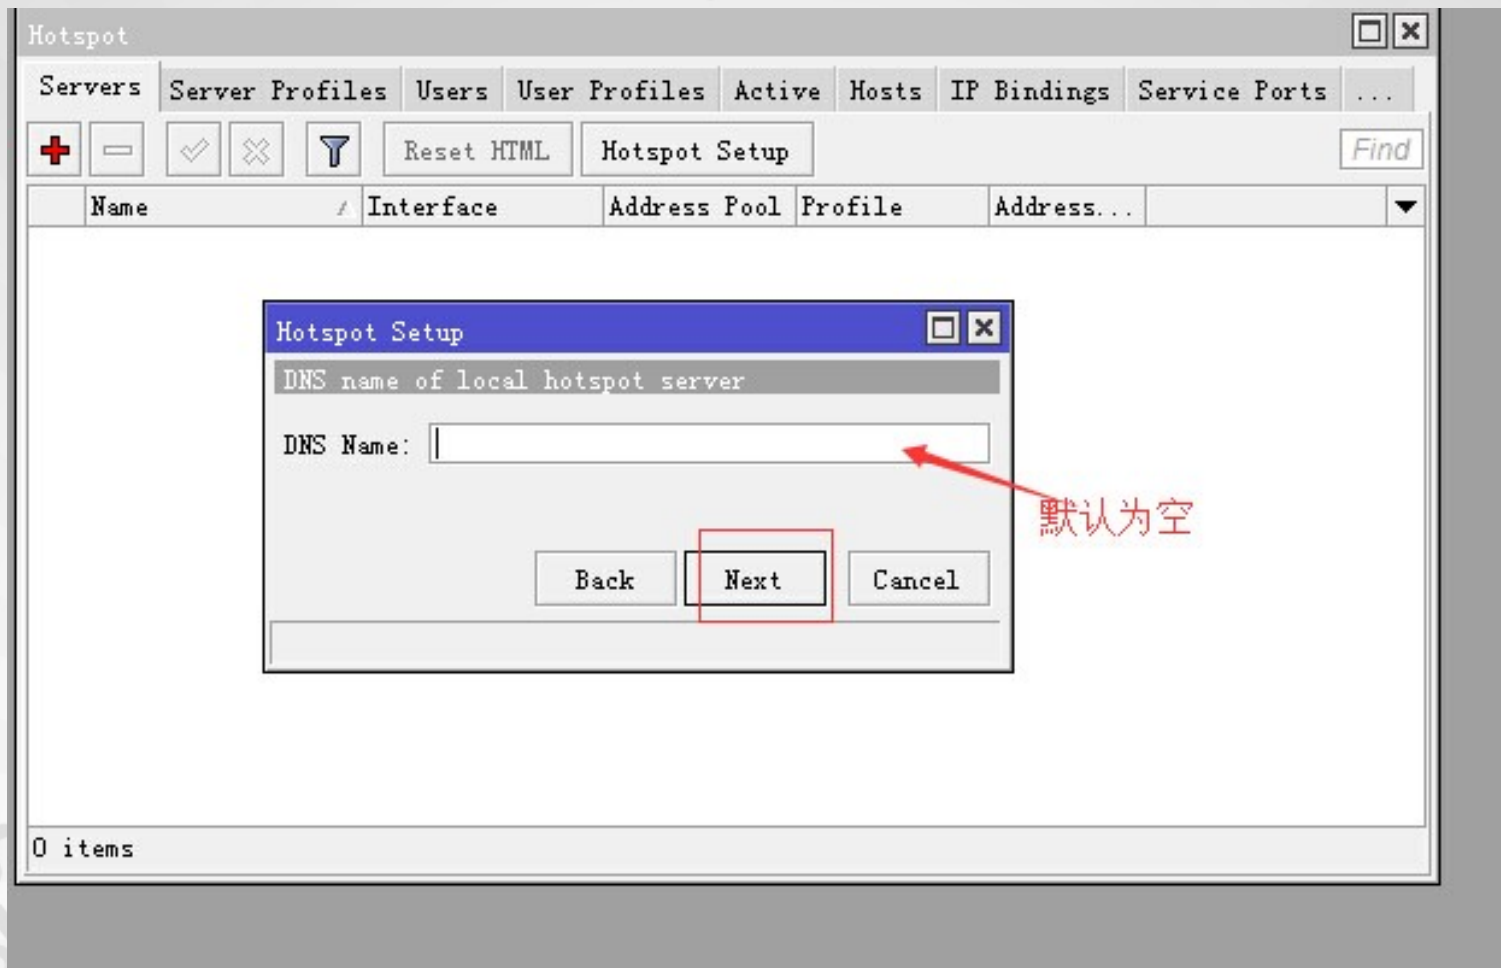 Hotspot
Servers Server Profiles Users User Profiles Active Hosts IP Bindings Service Ports ...
Reset HTML Hotspot Setup Find
Name Interface Address Pool Profile Address...
Hotspot Setup
DNS name of local hotspot server
DNS Name:
默认为空
Back Next Cancel
0 items